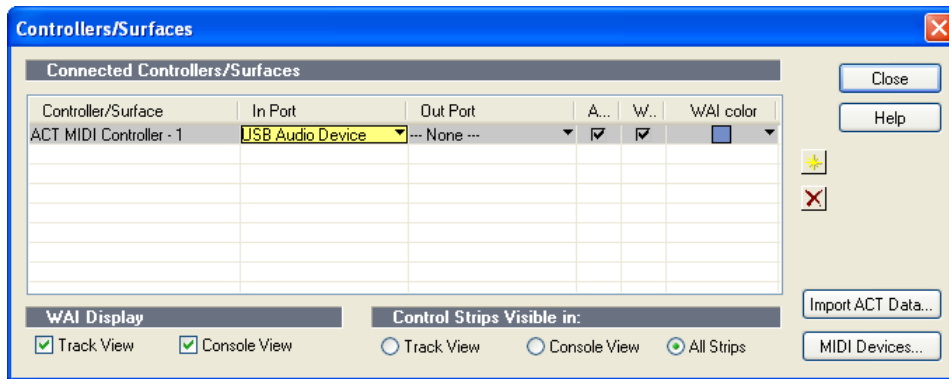 Controllers/Surfaces
Connected Controllers/Surfaces
Close
Help
Controller/Surface In Port Out Port A... W.. WAI color
ACT MIDI Controller - 1 USB Audio Device --- None ---
Import ACT Data...
WAI Display
Control Strips Visible in:
Track View Console View
Track View Console View All Strips
MIDI Devices...